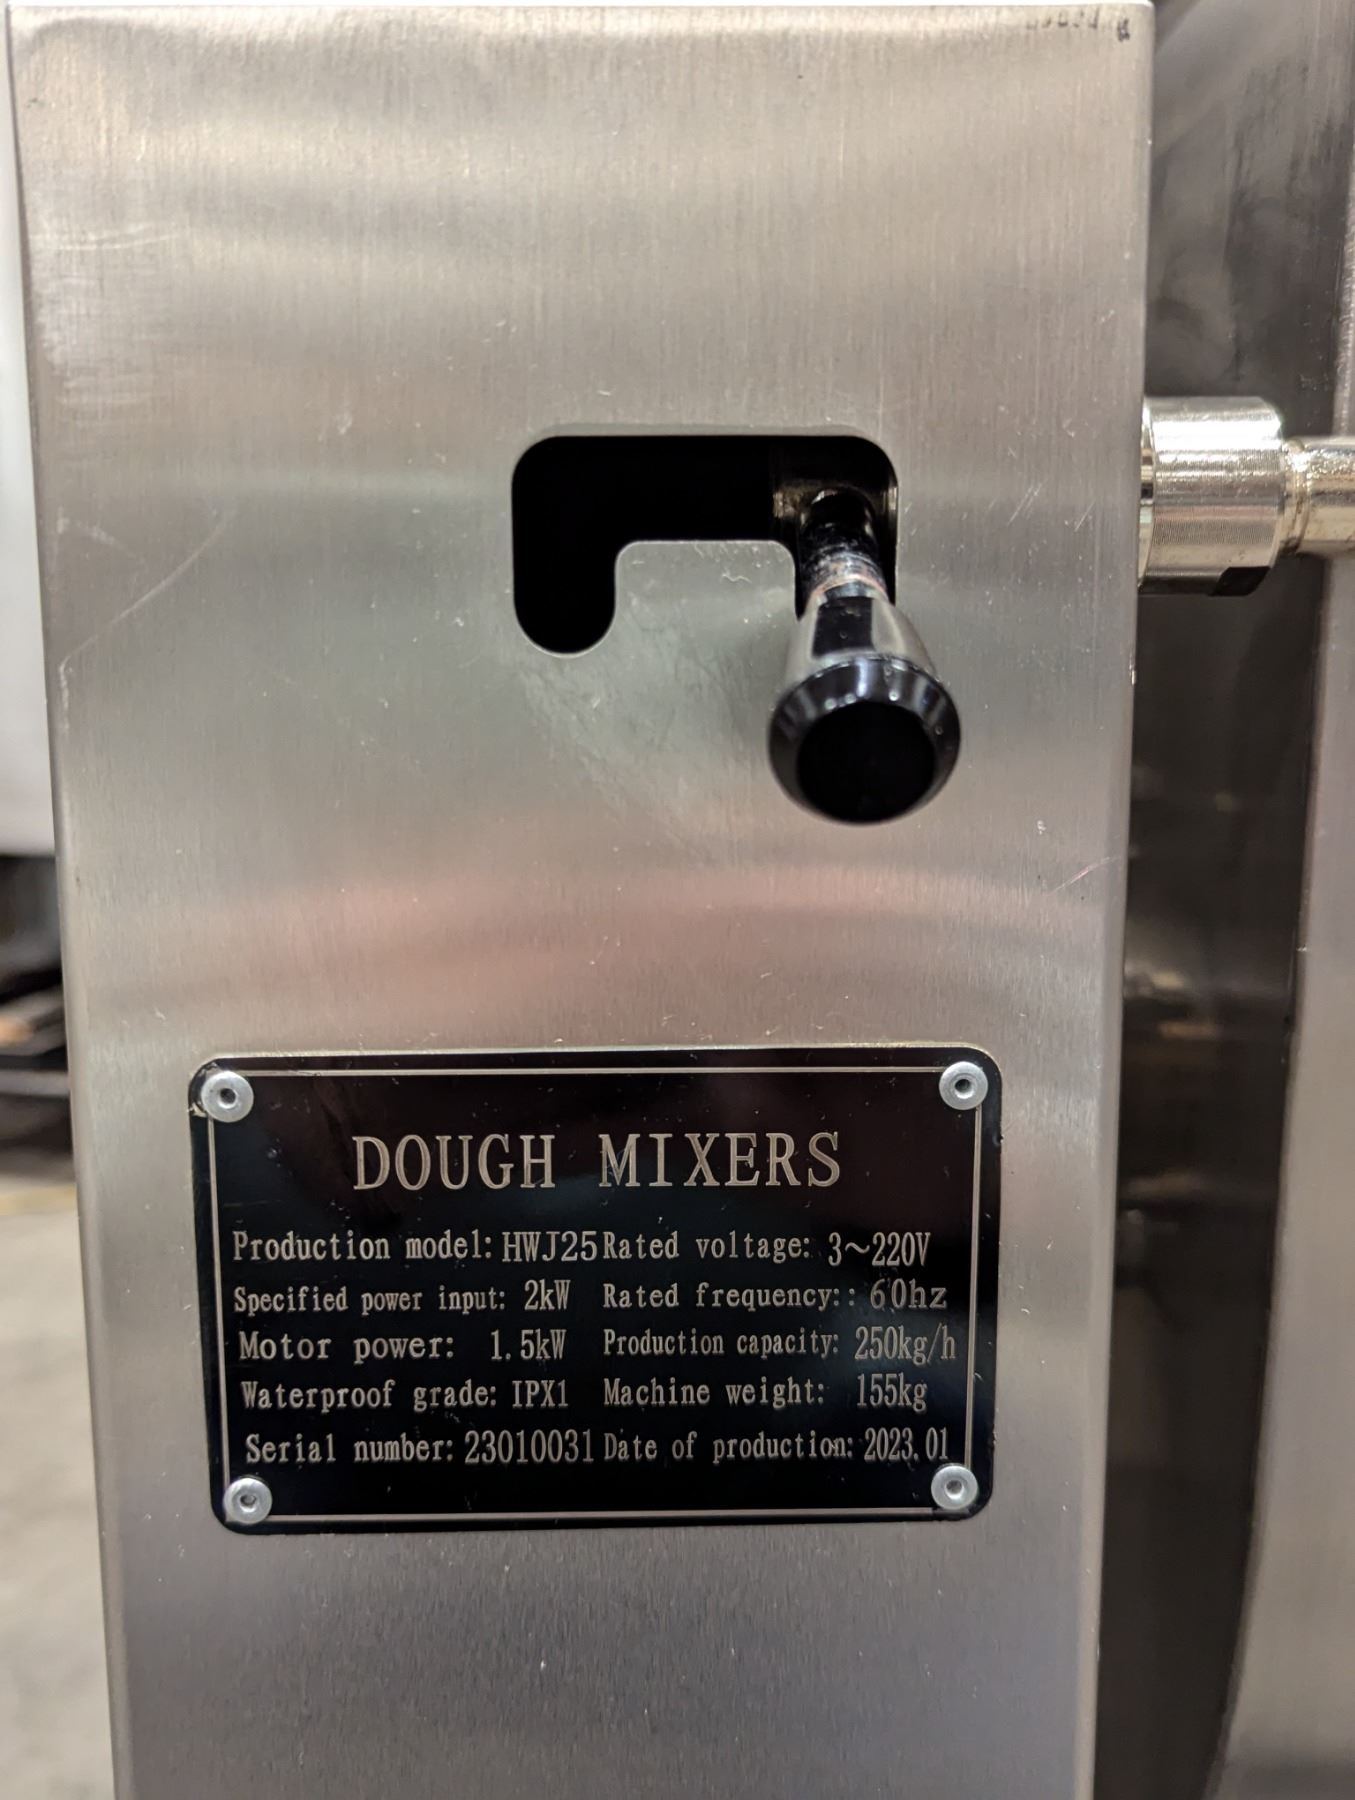 DOUGH MIXERS
Production model: HWJ25 Rated voltage: 3~220V
Specified power input: 2kW Rated frequency:: 60hz
Motor power: 1.5kW Production capacity: 250kg/h
Waterproof grade: IPX1 Machine weight: 155kg
Serial number: 23010031 Date of production: 2023.01